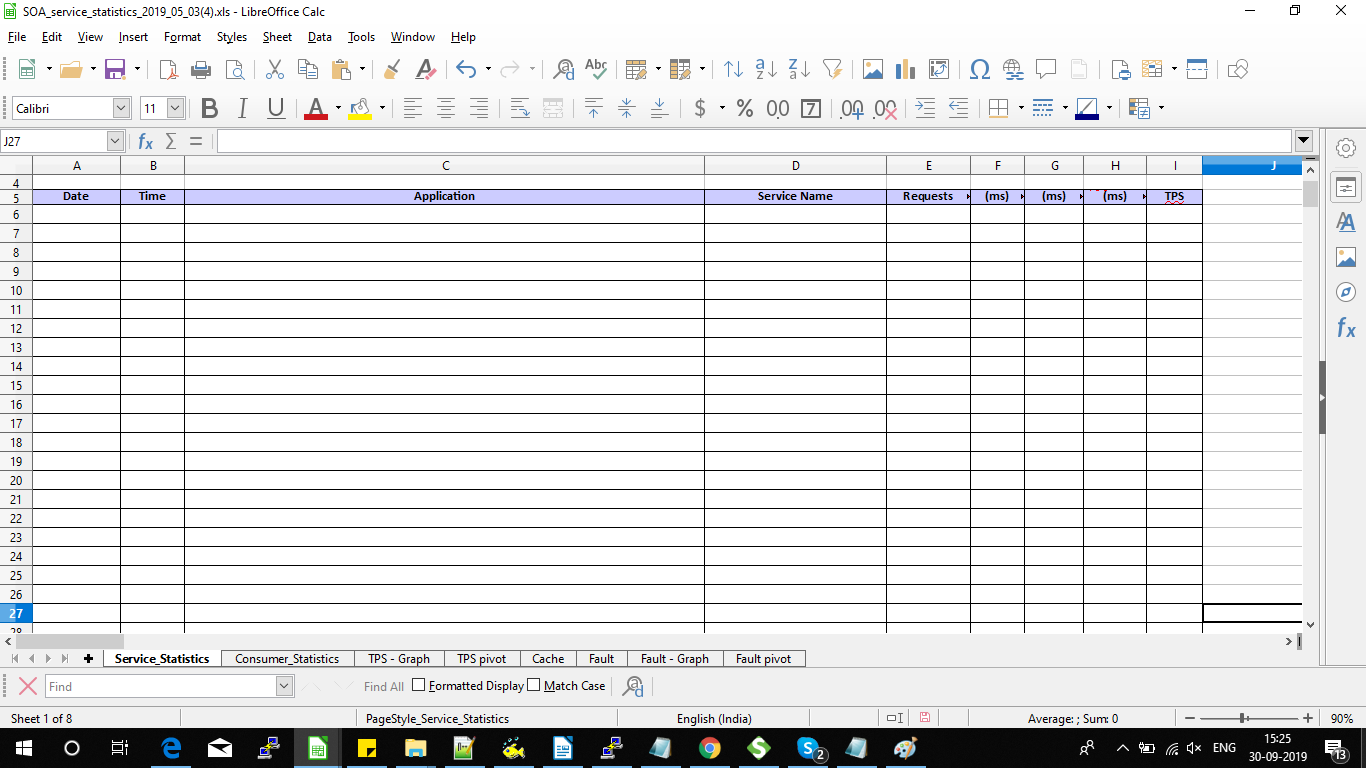 SOA_service_statistics_2019_05_03(4).xls - LibreOffice Calc
File Edit View Insert Format Styles Sheet Data Tools Window Help
Calibri 11
J27
A B C D E F G H I J
4
5 Date Time Application Service Name Requests (ms) (ms) (ms) TPS
6
7
8
9
10
11
12
13
14
15
16
17
18
19
20
21
22
23
24
25
26
27
28
Service_Statistics Consumer_Statistics TPS - Graph TPS pivot Cache Fault Fault - Graph Fault pivot
Find Find All Formatted Display Match Case
Sheet 1 of 8 PageStyle_Service_Statistics English (India) Average: ; Sum: 0 90%
2 ENG 15:25
30-09-2019 13